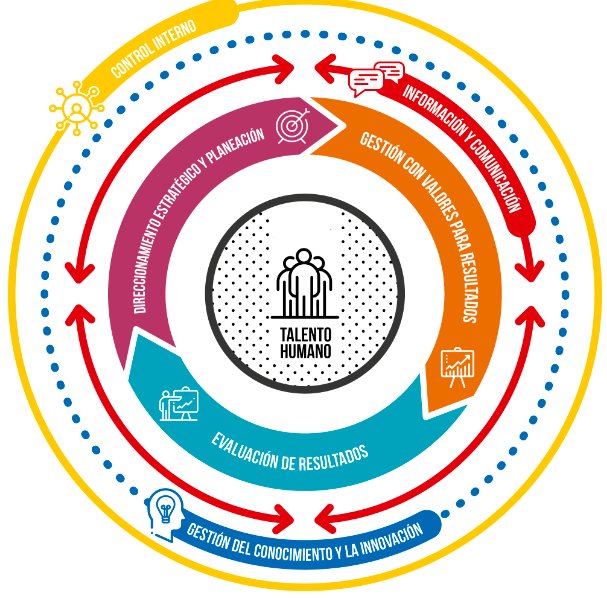 CONTROL INTERNO
INFORMACIÓN Y COMUNICACIÓN
DIRECCIONAMIENTO ESTRATÉGICO Y PLANEACIÓN
GESTIÓN CON VALORES PARA RESULTADOS
TALENTO
HUMANO
EVALUACIÓN DE RESULTADOS
GESTIÓN DEL CONOCIMIENTO Y LA INNOVACIÓN